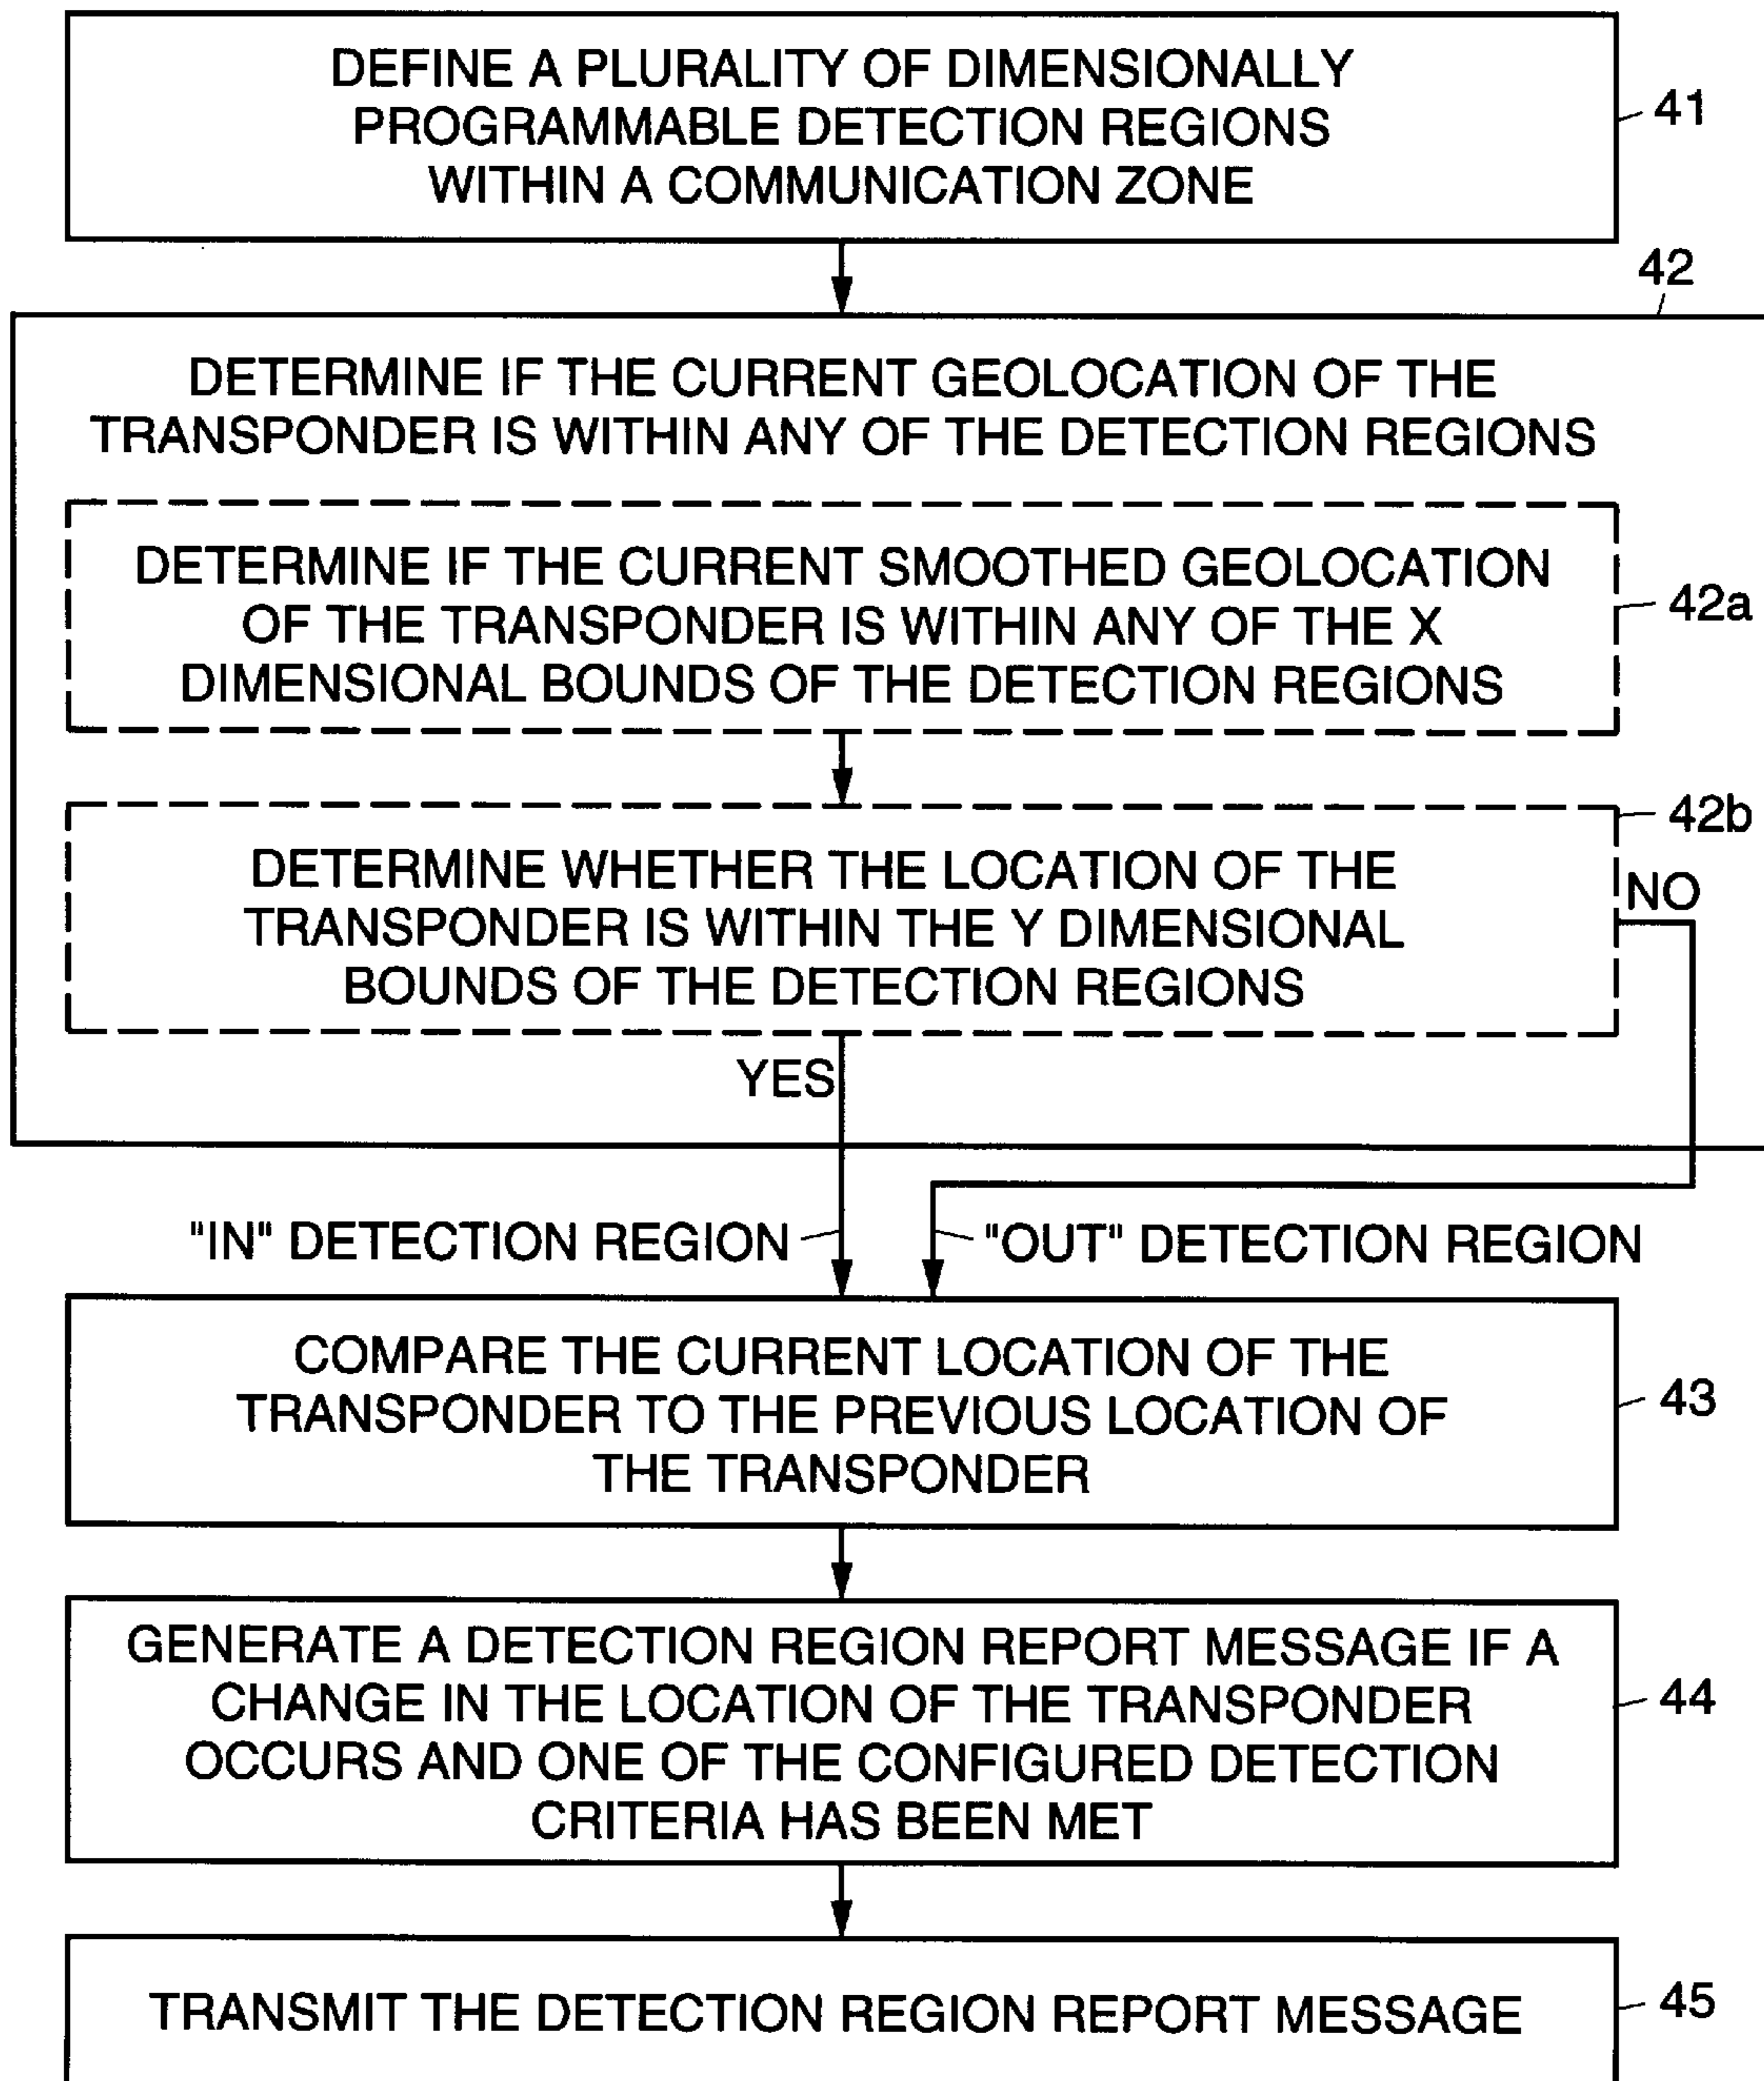 DEFINE A PLURALITY OF DIMENSIONALLY
PROGRAMMABLE DETECTION REGIONS
WITHIN A COMMUNICATION ZONE
41
42
DETERMINE IF THE CURRENT GEOLOCATION OF THE
TRANSPONDER IS WITHIN ANY OF THE DETECTION REGIONS
DETERMINE IF THE CURRENT SMOOTHED GEOLOCATION
OF THE TRANSPONDER IS WITHIN ANY OF THE X
DIMENSIONAL BOUNDS OF THE DETECTION REGIONS
42a
42b
DETERMINE WHETHER THE LOCATION OF THE
TRANSPONDER IS WITHIN THE Y DIMENSIONAL
BOUNDS OF THE DETECTION REGIONS
NO
YES
"IN" DETECTION REGION
"OUT" DETECTION REGION
COMPARE THE CURRENT LOCATION OF THE
TRANSPONDER TO THE PREVIOUS LOCATION OF
THE TRANSPONDER
43
GENERATE A DETECTION REGION REPORT MESSAGE IF A
CHANGE IN THE LOCATION OF THE TRANSPONDER
OCCURS AND ONE OF THE CONFIGURED DETECTION
CRITERIA HAS BEEN MET
44
TRANSMIT THE DETECTION REGION REPORT MESSAGE
45